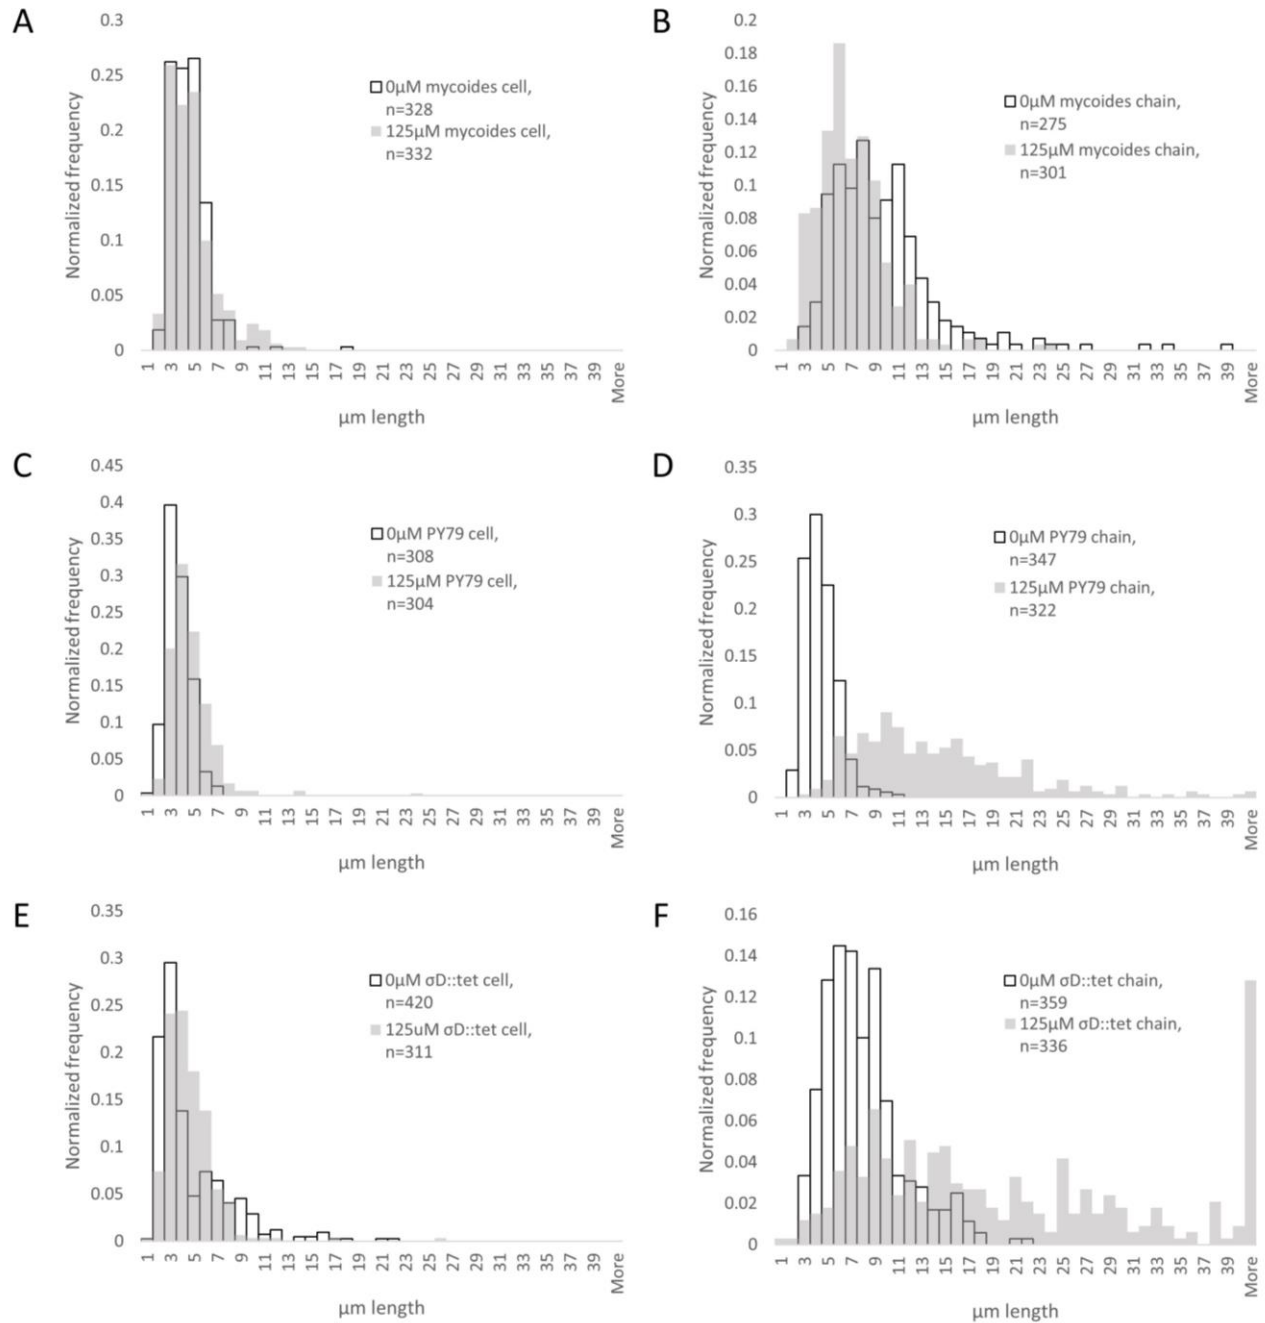 A
0.3
0.25
0.2
0.15
0.1
0.05
0
Normalized frequency
0µM mycoides cell,
n=328
125µM mycoides cell,
n=332
1 3 5 7 9 11 13 15 17 19 21 23 25 27 29 31 33 35 37 39 More
µm length
B
0.2
0.18
0.16
0.14
0.12
0.1
0.08
0.06
0.04
0.02
0
Normalized frequency
0µM mycoides chain,
n=275
125µM mycoides chain,
n=301
1 3 5 7 9 11 13 15 17 19 21 23 25 27 29 31 33 35 37 39 More
µm length
C
0.45
0.4
0.35
0.3
0.25
0.2
0.15
0.1
0.05
0
Normalized frequency
0µM PY79 cell,
n=308
125µM PY79 cell,
n=304
1 3 5 7 9 11 13 15 17 19 21 23 25 27 29 31 33 35 37 39 More
µm length
D
0.35
0.3
0.25
0.2
0.15
0.1
0.05
0
Normalized frequency
0µM PY79 chain,
n=347
125µM PY79 chain,
n=322
1 3 5 7 9 11 13 15 17 19 21 23 25 27 29 31 33 35 37 39 More
µm length
E
0.35
0.3
0.25
0.2
0.15
0.1
0.05
0
Normalized frequency
0µM σD::tet cell,
n=420
125uM σD::tet cell,
n=311
1 3 5 7 9 11 13 15 17 19 21 23 25 27 29 31 33 35 37 39 More
µm length
F
0.16
0.14
0.12
0.1
0.08
0.06
0.04
0.02
0
Normalized frequency
0µM σD::tet chain,
n=359
125µM σD::tet chain,
n=336
1 3 5 7 9 11 13 15 17 19 21 23 25 27 29 31 33 35 37 39 More
µm length